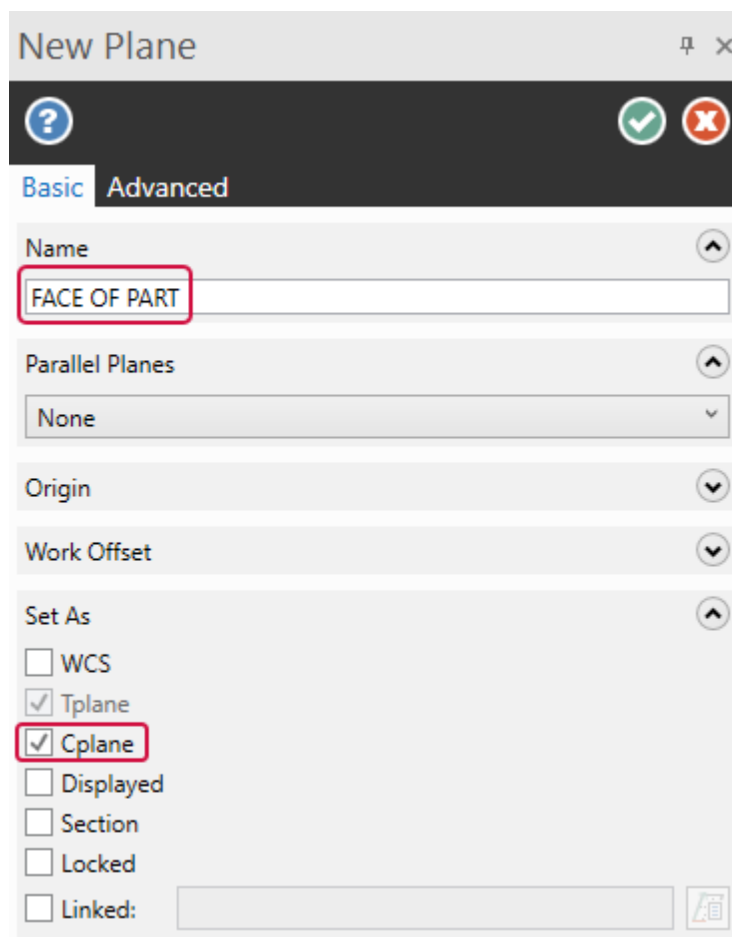 New Plane
Basic Advanced
Name
FACE OF PART
Parallel Planes
None
Origin
Work Offset
Set As
WCS
Tplane
Cplane
Displayed
Section
Locked
Linked: